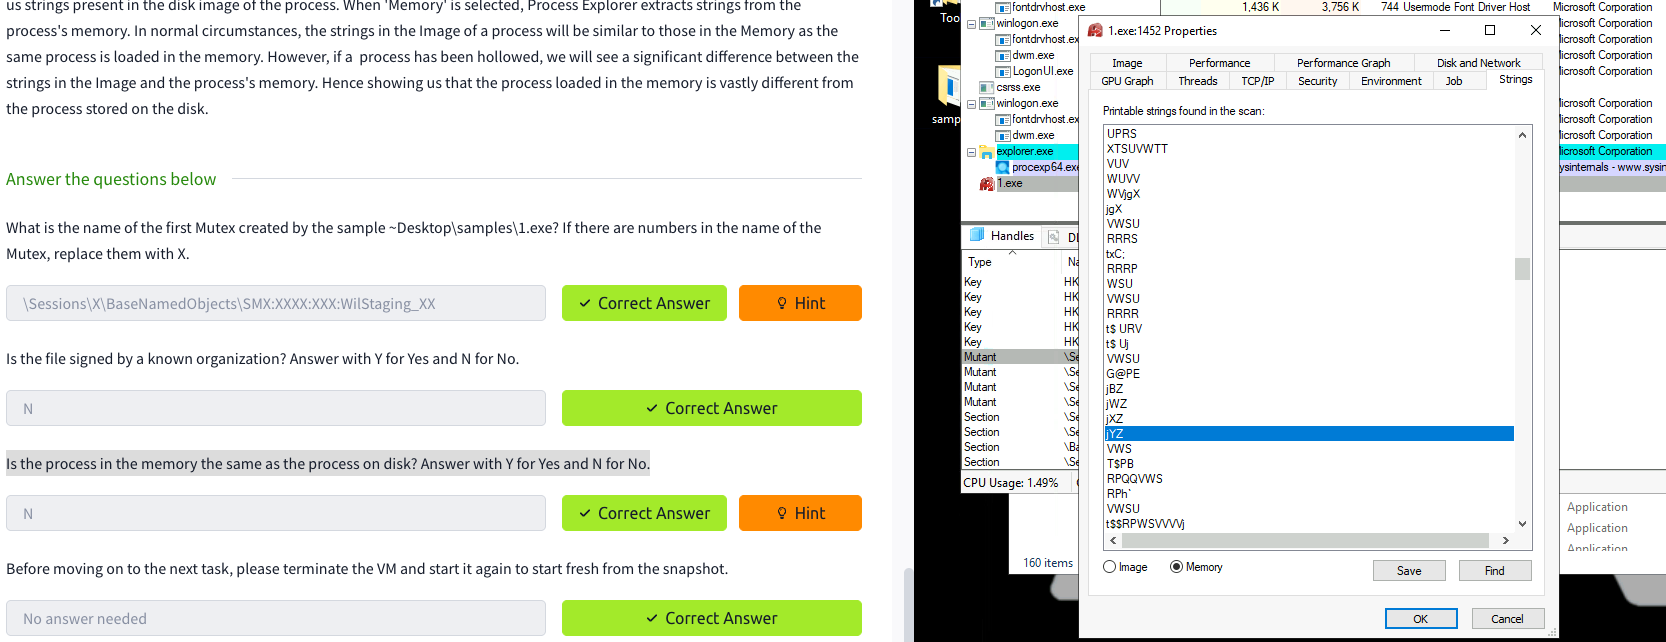 us strings present in the disk image of the process. When 'Memory' is selected, Process Explorer extracts strings from the
process's memory. In normal circumstances, the strings in the Image of a process will be similar to those in the Memory as the
same process is loaded in the memory. However, if a process has been hollowed, we will see a significant difference between the
strings in the Image and the process's memory. Hence showing us that the process loaded in the memory is vastly different from
the process stored on the disk.
Answer the questions below
What is the name of the first Mutex created by the sample ~Desktop\samples\1.exe? If there are numbers in the name of the
Mutex, replace them with X.
\Sessions\X\BaseNamedObjects\SMX:XXXX:XXX:WilStaging_XX
Correct Answer
Hint
Is the file signed by a known organization? Answer with Y for Yes and N for No.
N
Correct Answer
Is the process in the memory the same as the process on disk? Answer with Y for Yes and N for No.
N
Correct Answer
Hint
Before moving on to the next task, please terminate the VM and start it again to start fresh from the snapshot.
No answer needed
Correct Answer
Too
samp
fontdrvhost.exe 1,436 K 3,756 K 744 Usermode Font Driver Host Microsoft Corporation
winlogon.exe
fontdrvhost.ex
dwm.exe
LogonUI.exe
csrss.exe
winlogon.exe
fontdrvhost.ex
dwm.exe
explorer.exe
procexp64.exe
1.exe
licrosoft Corporation
licrosoft Corporation
licrosoft Corporation
licrosoft Corporation
licrosoft Corporation
licrosoft Corporation
licrosoft Corporation
licrosoft Corporation
ysinternals - www.sysin
Handles
DL
Type
Na
Key HK
Key HK
Key HK
Key HK
Key HK
Mutant \Se
Mutant \Se
Mutant \Se
Mutant \Se
Section \Se
Section \Se
Section \Ba
Section \Se
CPU Usage: 1.49%
160 items
Application
Application
Application
1.exe:1452 Properties
Image Performance Performance Graph Disk and Network
GPU Graph Threads TCP/IP Security Environment Job Strings
Printable strings found in the scan:
UPRS
XTSUVWTT
VUV
WUVV
WVjgX
jgX
VWSU
RRRS
txC;
RRRP
WSU
VWSU
RRRR
t$ URV
t$ Uj
VWSU
G@PE
jBZ
jWZ
jXZ
jYZ
VWS
T$PB
RPQQVWS
RPh`
VWSU
t$$RPWSVVVVj
Image Memory
Save
Find
OK
Cancel